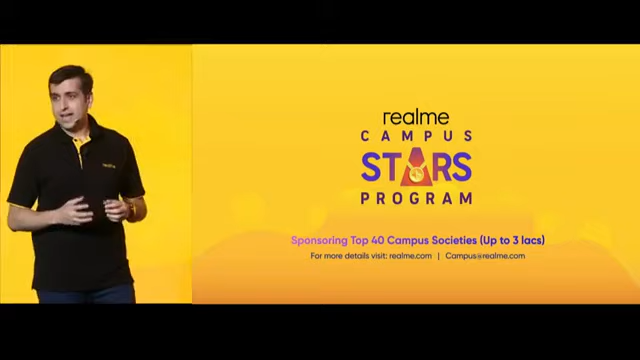 realme
realme
CAMPUS
STARS
PROGRAM
Sponsoring Top 40 Campus Societies (Up to 3 lacs)
For more details visit: realme.com | Campus@realme.com